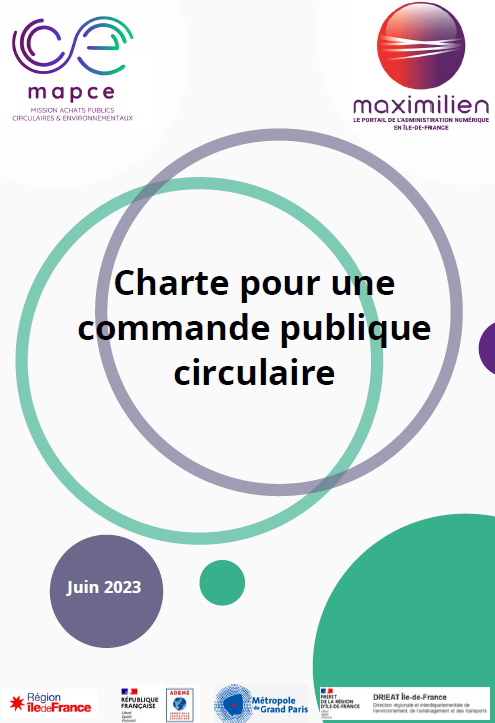 mapce
MISSION ACHATS PUBLICS
CIRCULAIRES & ENVIRONNEMENTAUX
maximilien
LE PORTAIL DE L'ADMINISTRATION NUMÉRIQUE
EN ÎLE-DE-FRANCE
Charte pour une
commande publique
circulaire
Juin 2023
Région
îledeFrance
RÉPUBLIQUE
FRANÇAISE
Liberté
Égalité
Fraternité
ADEME
Métropole
du Grand Paris
PRÉFET
DE LA RÉGION
D'ÎLE-DE-FRANCE
Liberté
Égalité
Fraternité
DRIEAT Île-de-France
Direction régionale et interdépartementale de
l'environnement, de l'aménagement et des transports